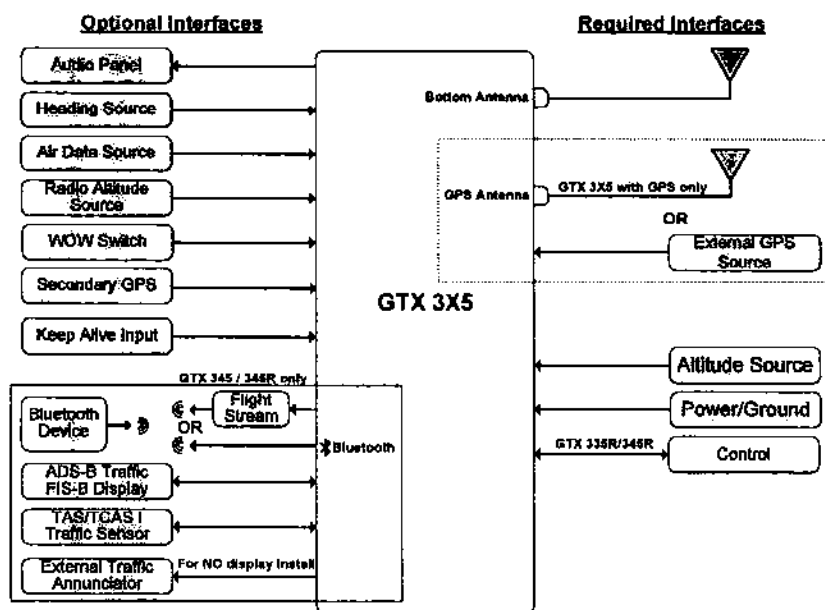 Optional Interfaces
Required Interfaces
Audio Panel
Heading Source
Air Data Source
Radio Altitude
Source
WOW Switch
Secondary GPS
Keep Alive Input
GTX 345 / 345R only
Bluetooth
Device
Flight
Stream
OR
Bluetooth
ADS-B Traffic
FIS-B Display
TAS/TCAS I
Traffic Sensor
External Traffic
Annunciator
For NO display install
GTX 3X5
Bottom Antenna
GPS Antenna
GTX 3X5 with GPS only
OR
External GPS
Source
Altitude Source
Power/Ground
GTX 335R/345R
Control